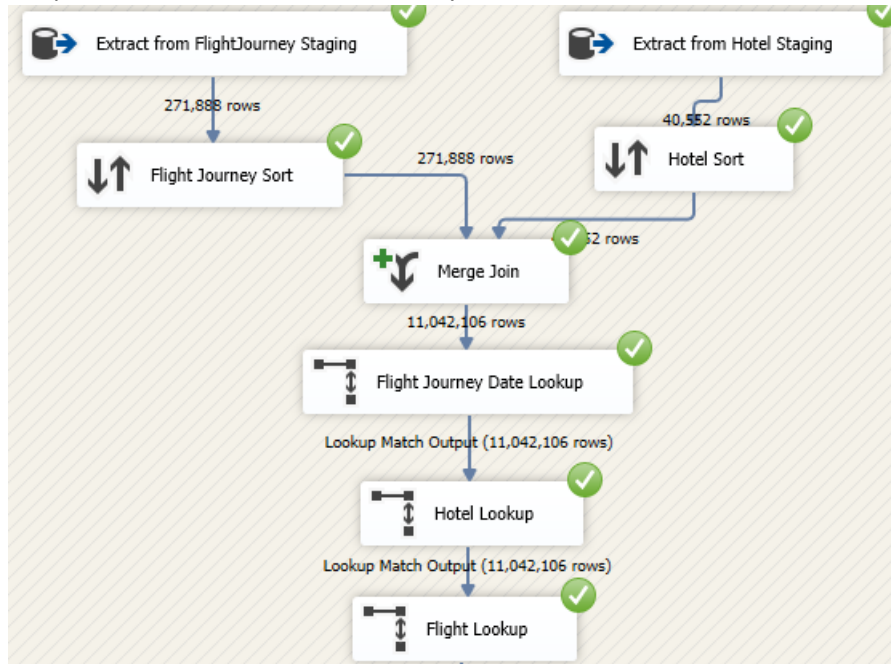 Extract from FlightJourney Staging
Extract from Hotel Staging
271,888 rows
40,552 rows
Flight Journey Sort
271,888 rows
Hotel Sort
52 rows
Merge Join
11,042,106 rows
Flight Journey Date Lookup
Lookup Match Output (11,042,106 rows)
Hotel Lookup
Lookup Match Output (11,042,106 rows)
Flight Lookup